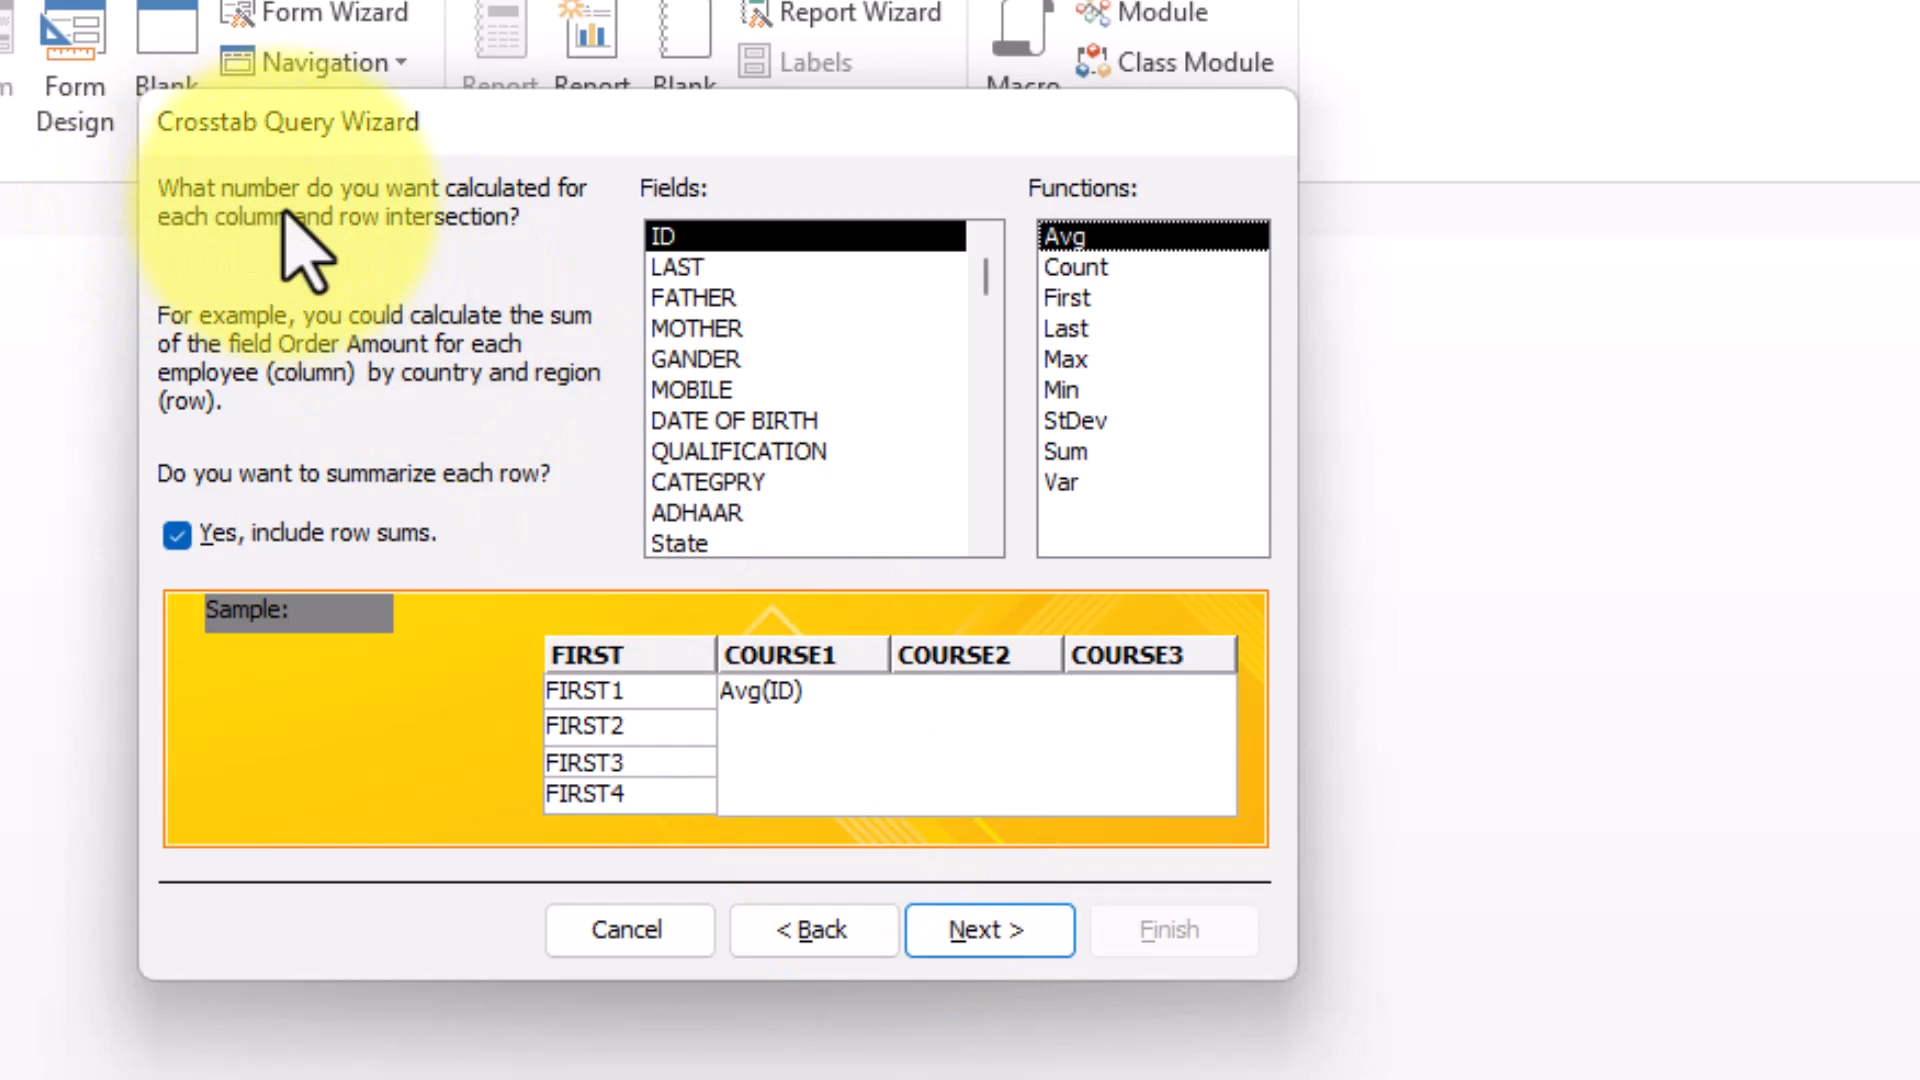 Form Wizard
Report Wizard
Module
Navigation
Labels
Class Module
Form
Design
Blank
Report
Report
Blank
Macro
Crosstab Query Wizard
What number do you want calculated for
each column and row intersection?
For example, you could calculate the sum
of the field Order Amount for each
employee (column) by country and region
(row).
Do you want to summarize each row?
Yes, include row sums.
Fields:
ID
LAST
FATHER
MOTHER
GANDER
MOBILE
DATE OF BIRTH
QUALIFICATION
CATEGPRY
ADHAAR
State
Functions:
Avg
Count
First
Last
Max
Min
StDev
Sum
Var
Sample:
FIRST COURSE1 COURSE2 COURSE3
FIRST1 Avg(ID)
FIRST2
FIRST3
FIRST4
Cancel
< Back
Next >
Finish